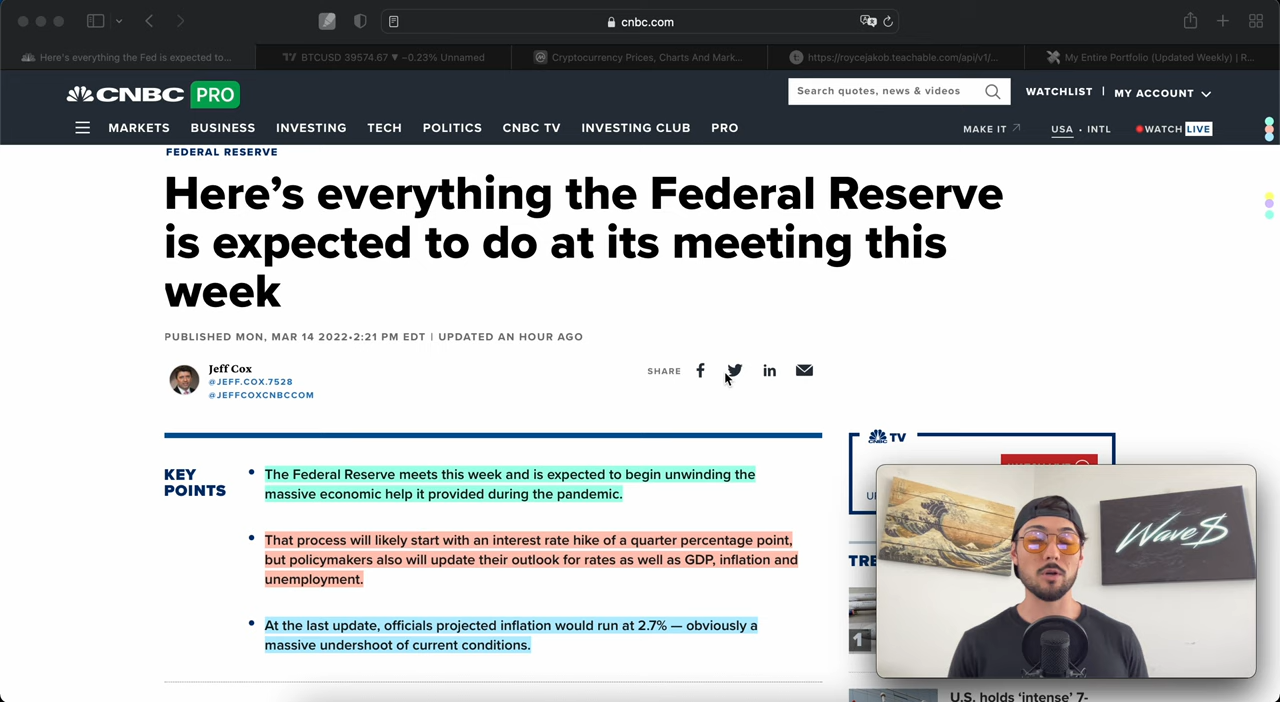 cnbc.com
Here's everything the Fed is expected to...
BTCUSD 39574.67 ▼ −0.23% Unnamed
Cryptocurrency Prices, Charts And Mark...
https://roycejakob.teachable.com/api/v1/...
My Entire Portfolio (Updated Weekly) | R...
CNBC PRO
Search quotes, news & videos
WATCHLIST | MY ACCOUNT
MARKETS BUSINESS INVESTING TECH POLITICS CNBC TV INVESTING CLUB PRO
MAKE IT USA • INTL WATCH LIVE
FEDERAL RESERVE
Here’s everything the Federal Reserve
is expected to do at its meeting this
week
PUBLISHED MON, MAR 14 2022•2:21 PM EDT | UPDATED AN HOUR AGO
Jeff Cox
@JEFF.COX.7528
@JEFFCOXCNBCCOM
SHARE
KEY
POINTS
The Federal Reserve meets this week and is expected to begin unwinding the
massive economic help it provided during the pandemic.
That process will likely start with an interest rate hike of a quarter percentage point,
but policymakers also will update their outlook for rates as well as GDP, inflation and
unemployment.
At the last update, officials projected inflation would run at 2.7% — obviously a
massive undershoot of current conditions.
CNBC TV
Wave$
1
U.S. holds ‘intense’ 7-